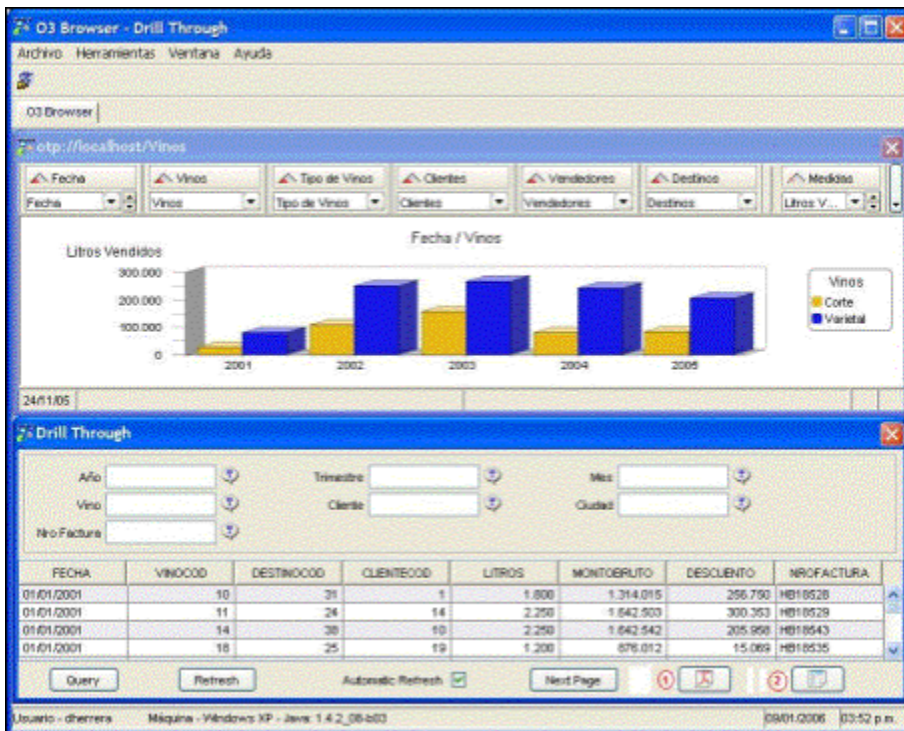 O3 Browser - Drill Through
Archivo Herramientas Ventana Ayuda
O3 Browser
otp://localhost/Vinos
Fecha Vinos Tipo de Vinos Clientes Vendedores Destinos Medidas
Fecha Vinos Tipo de Vinos Clientes Vendedores Destinos Litros V...
Fecha / Vinos
Litros Vendidos
300.000
200.000
100.000
0
2001 2002 2003 2004 2005
Vinos
Corte
Varietal
24/11/05
Drill Through
Año Trimestre Mes
Vino Cliente Ciudad
Nro Factura
FECHA VINOCOD DESTINOCOD CLIENTECOD LITROS MONTOBRUTO DESCUENTO NROFACTURA
01/01/2001 10 31 1 1.800 1.314.015 256.750 HB18528
01/01/2001 11 24 14 2.250 1.642.503 300.353 HB18529
01/01/2001 14 38 10 2.250 1.642.542 205.958 HB18543
01/01/2001 18 25 19 1.200 876.012 15.069 HB18535
Query Refresh Automatic Refresh Next Page 1 2
Usuario - dherrera Máquina - Windows XP - Java: 1.4.2_08-b03 09/01/2006 03:52 p.m.